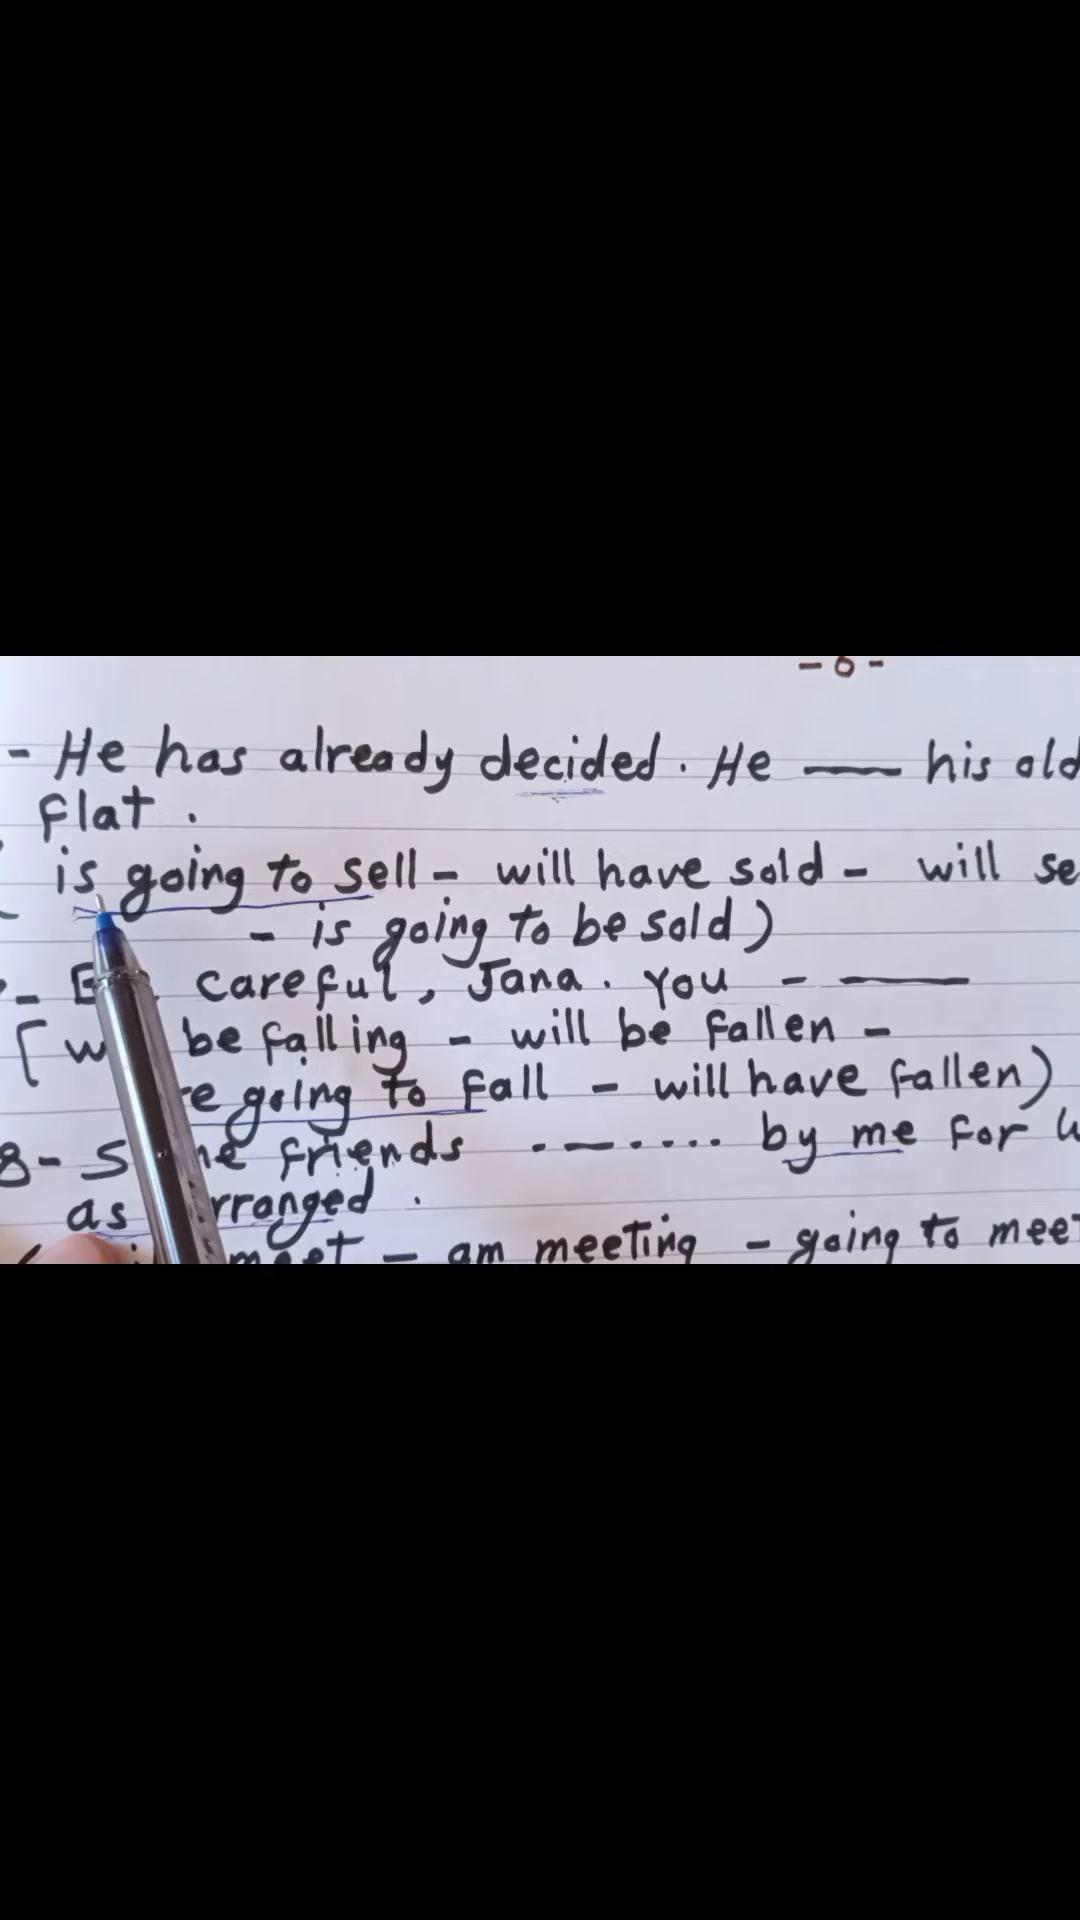 -6-
- He has already decided. He —— his old
flat.
is going to sell - will have sold - will
- is going to be sold)
careful, Jana. You - ——
[ be falling - will be fallen -
going to fall - will have fallen)
8- friends ·—····· by me for
as
meet - am meeting - going to meet